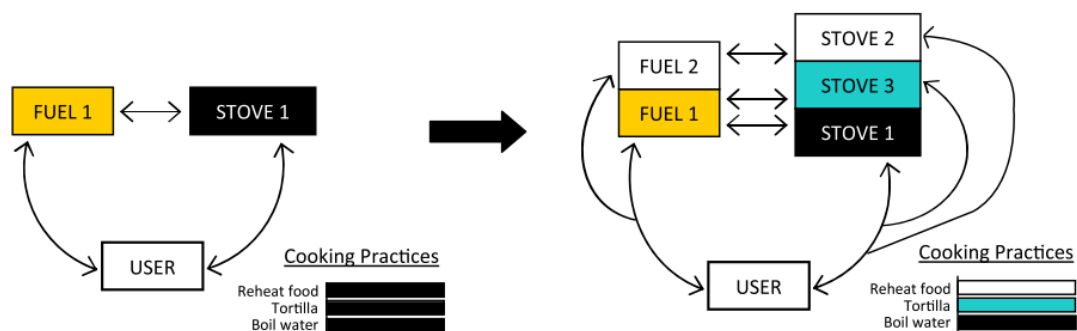 FUEL 1
STOVE 1
USER
Cooking Practices
Reheat food
Tortilla
Boil water
FUEL 2
FUEL 1
STOVE 2
STOVE 3
STOVE 1
USER
Cooking Practices
Reheat food
Tortilla
Boil water